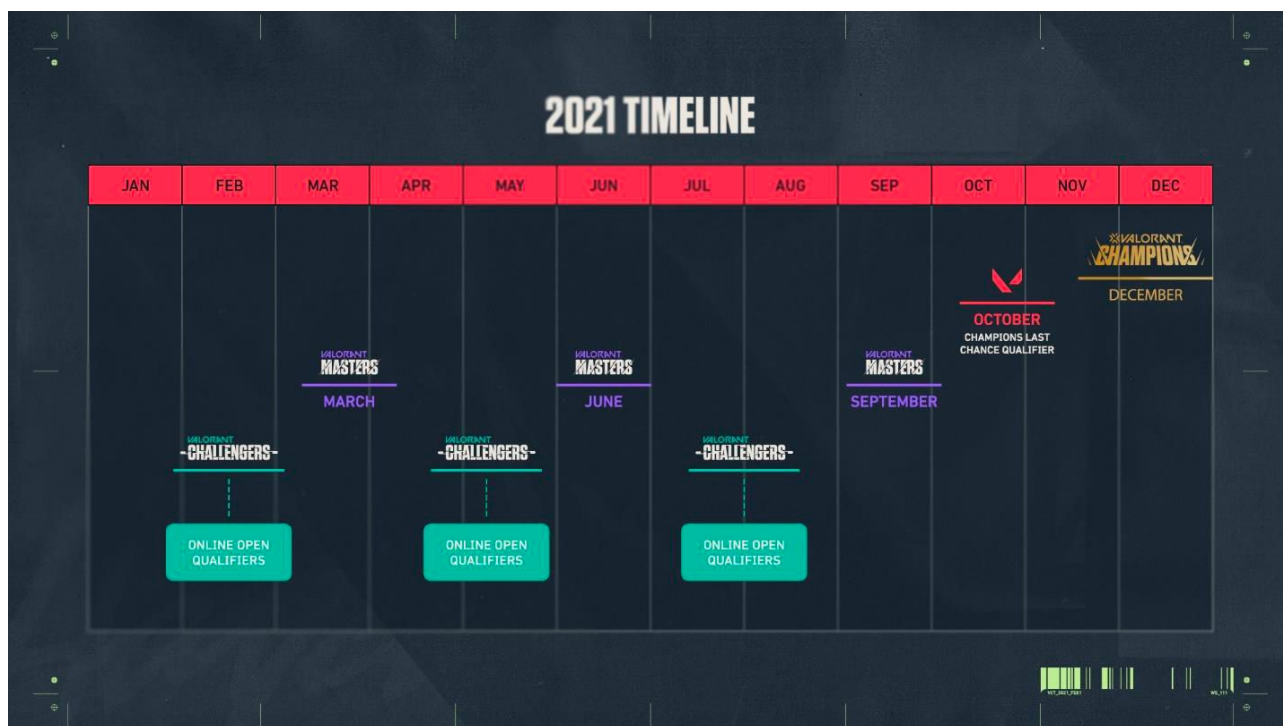 2021 TIMELINE
JAN FEB MAR APR MAY JUN JUL AUG SEP OCT NOV DEC
VALORANT
CHAMPIONS
DECEMBER
OCTOBER
CHAMPIONS LAST
CHANCE QUALIFIER
VALORANT
MASTERS
MARCH
VALORANT
MASTERS
JUNE
VALORANT
MASTERS
SEPTEMBER
VALORANT
-CHALLENGERS-
ONLINE OPEN
QUALIFIERS
VALORANT
-CHALLENGERS-
ONLINE OPEN
QUALIFIERS
VALORANT
-CHALLENGERS-
ONLINE OPEN
QUALIFIERS